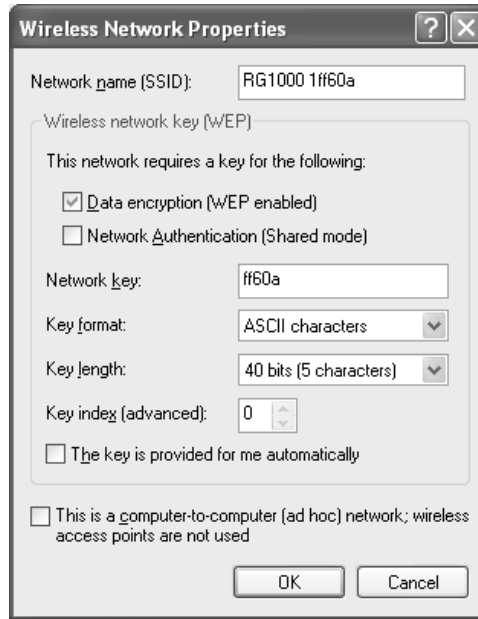 Wireless Network Properties
Network name (SSID): RG1000 1ff60a
Wireless network key (WEP)
This network requires a key for the following:
Data encryption (WEP enabled)
Network Authentication (Shared mode)
Network key: ff60a
Key format: ASCII characters
Key length: 40 bits (5 characters)
Key index (advanced): 0
The key is provided for me automatically
This is a computer-to-computer (ad hoc) network; wireless
access points are not used
OK Cancel